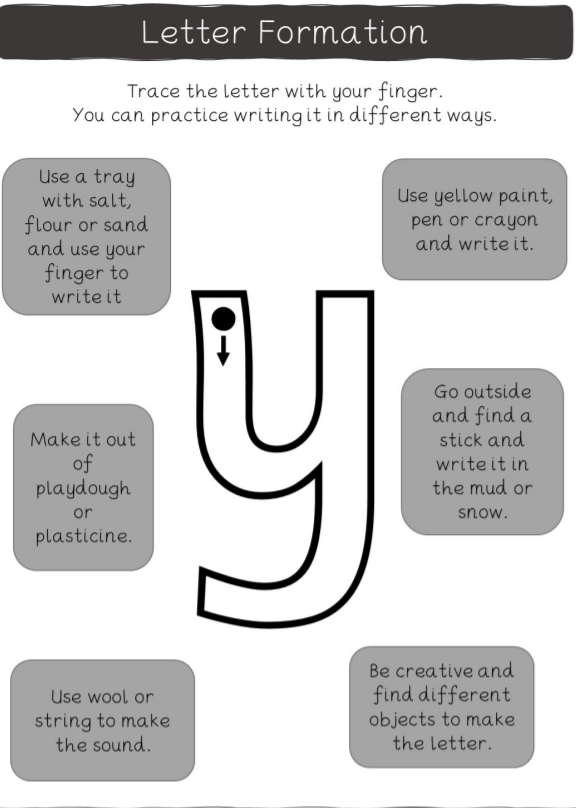 Letter Formation
Trace the letter with your finger.
You can practice writing it in different ways.
Use a tray
with salt,
flour or sand
and use your
finger to
write it
Use yellow paint,
pen or crayon
and write it.
y
Make it out
of
playdough
or
plasticine.
Go outside
and find a
stick and
write it in
the mud or
snow.
Use wool or
string to make
the sound.
Be creative and
find different
objects to make
the letter.